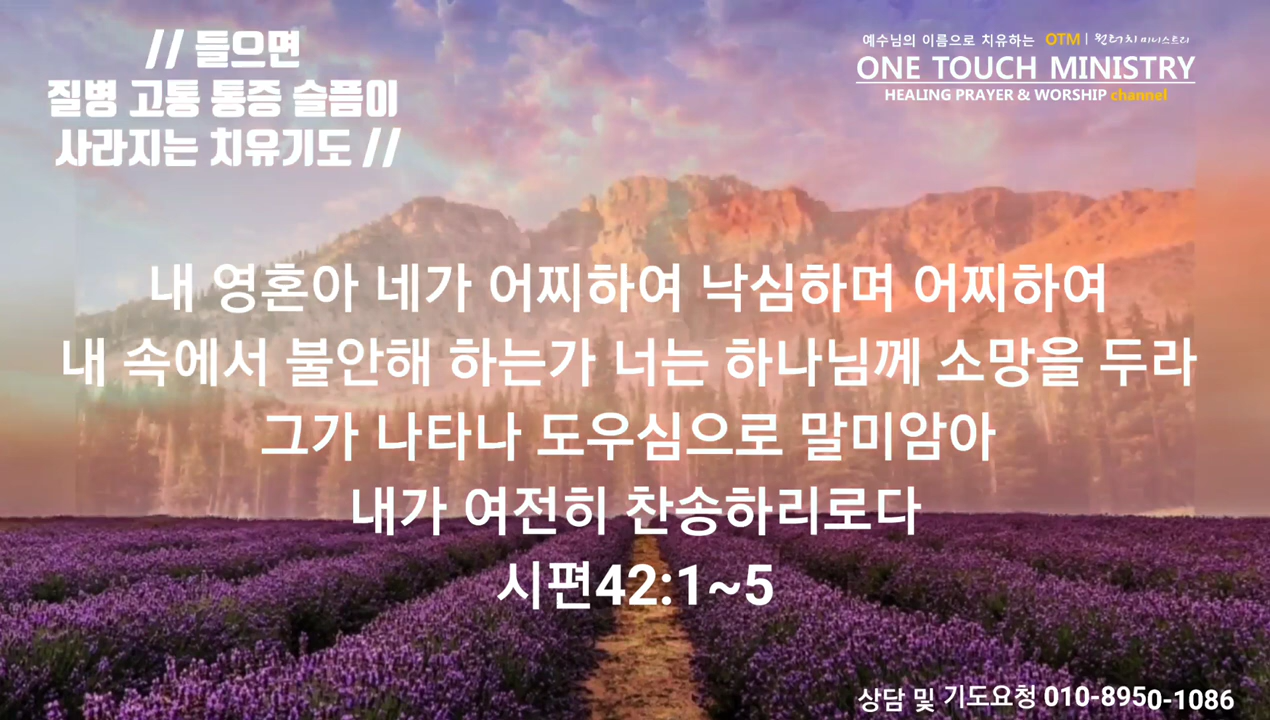 // 들으면
질병 고통 통증 슬픔이
사라지는 치유기도 //
예수님의 이름으로 치유하는 OTM | 원터치 미니스트리
ONE TOUCH MINISTRY
HEALING PRAYER & WORSHIP channel
내 영혼아 네가 어찌하여 낙심하며 어찌하여
내 속에서 불안해 하는가 너는 하나님께 소망을 두라
그가 나타나 도우심으로 말미암아
내가 여전히 찬송하리로다
시편42:1~5
상담 및 기도요청 010-8950-1086